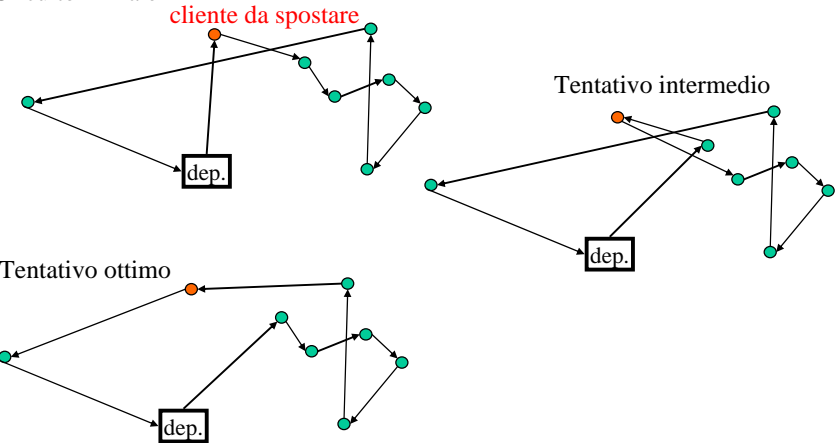 cliente da spostare
dep.
Tentativo intermedio
dep.
Tentativo ottimo
dep.